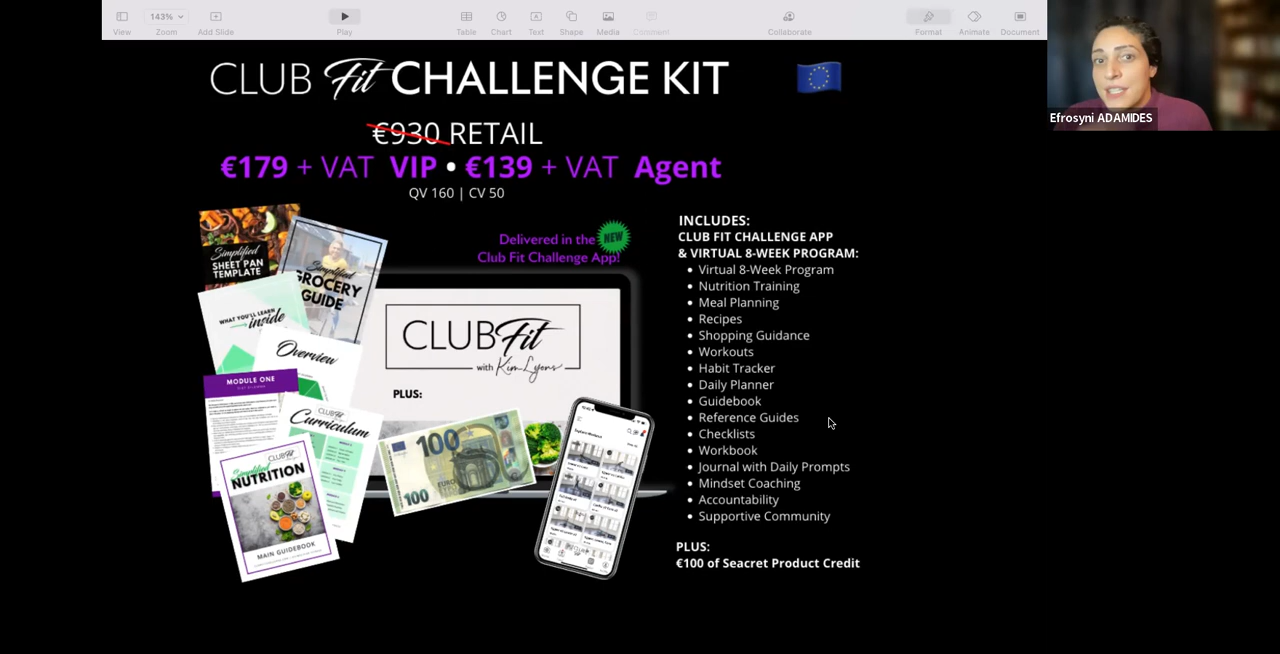 143%
View
Zoom
Add Slide
Play
Table
Chart
Text
Shape
Media
Comment
Collaborate
Format
Animate
Document
Efrosyni ADAMIDES
CLUB Fit CHALLENGE KIT
€930 RETAIL
€179 + VAT VIP • €139 + VAT Agent
QV 160 | CV 50
Delivered in the
Club Fit Challenge App!
NEW
Simplified
SHEET PAN
TEMPLATE
Simplified
GROCERY
GUIDE
WHAT YOU'LL LEARN
inside
Overview
MODULE ONE
CLUB Fit
Curriculum
CLUB Fit
Simplified
NUTRITION
MAIN GUIDEBOOK
CLUB Fit
with Kim Lyons
PLUS:
100
100
EURO
INCLUDES:
CLUB FIT CHALLENGE APP
& VIRTUAL 8-WEEK PROGRAM:
• Virtual 8-Week Program
• Nutrition Training
• Meal Planning
• Recipes
• Shopping Guidance
• Workouts
• Habit Tracker
• Daily Planner
• Guidebook
• Reference Guides
• Checklists
• Workbook
• Journal with Daily Prompts
• Mindset Coaching
• Accountability
• Supportive Community
PLUS:
€100 of Seacret Product Credit